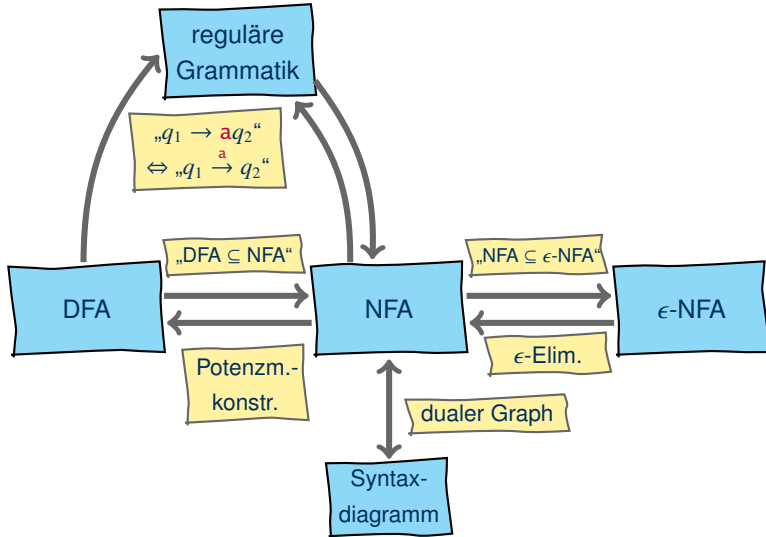 reguläre
Grammatik
„q₁ → aq₂“
⇔ „q₁ →ᵃ q₂“
„DFA ⊆ NFA“
„NFA ⊆ ϵ-NFA“
DFA
NFA
ϵ-NFA
Potenzm.-
konstr.
ϵ-Elim.
dualer Graph
Syntax-
diagramm